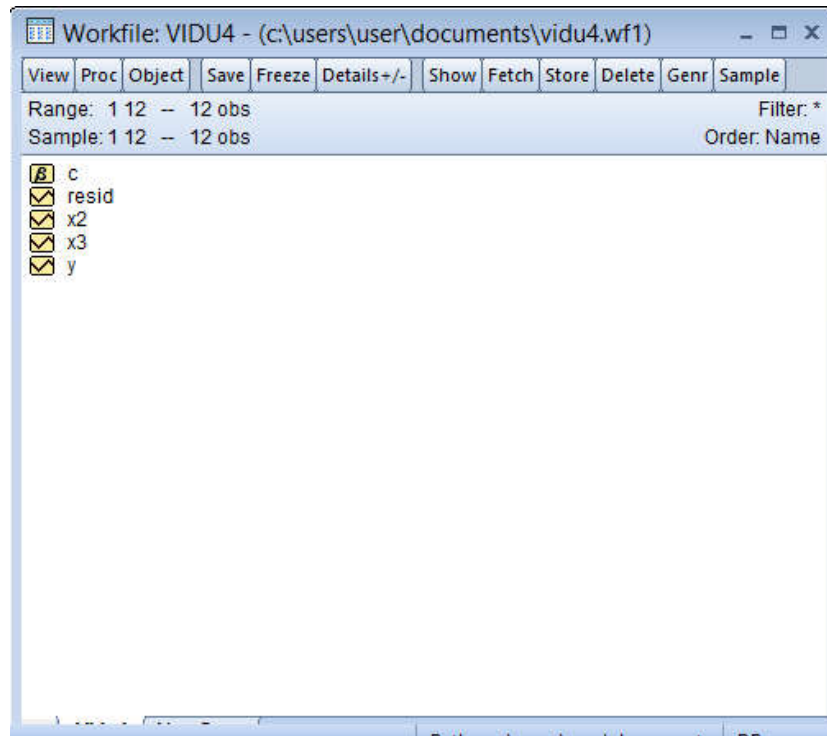 Workfile: VIDU4 - (c:\users\user\documents\vidu4.wf1)
View Proc Object Save Freeze Details+/- Show Fetch Store Delete Genr Sample
Range: 1 12 -- 12 obs Filter: *
Sample: 1 12 -- 12 obs Order: Name
β c
resid
x2
x3
y